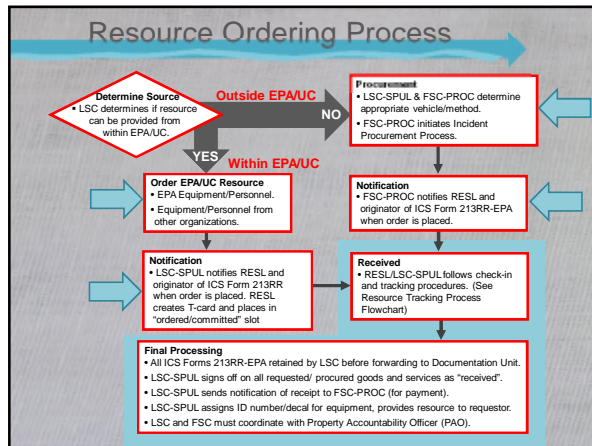 Resource Ordering Process
Determine Source
• LSC determines if resource
can be provided from
within EPA/UC.
Outside EPA/UC
NO
YES
Within EPA/UC
Procurement
• LSC-SPUL & FSC-PROC determine
appropriate vehicle/method.
• FSC-PROC initiates Incident
Procurement Process.
Order EPA/UC Resource
• EPA Equipment/Personnel.
• Equipment/Personnel from
other organizations.
Notification
• FSC-PROC notifies RESL and
originator of ICS Form 213RR-EPA
when order is placed.
Notification
• LSC-SPUL notifies RESL and
originator of ICS Form 213RR
when order is placed. RESL
creates T-card and places in
"ordered/committed" slot
Received
• RESL/LSC-SPUL follows check-in
and tracking procedures. (See
Resource Tracking Process
Flowchart)
Final Processing
• All ICS Forms 213RR-EPA retained by LSC before forwarding to Documentation Unit.
• LSC-SPUL signs off on all requested/ procured goods and services as "received".
• LSC-SPUL sends notification of receipt to FSC-PROC (for payment).
• LSC-SPUL assigns ID number/decal for equipment, provides resource to requestor.
• LSC and FSC must coordinate with Property Accountability Officer (PAO).